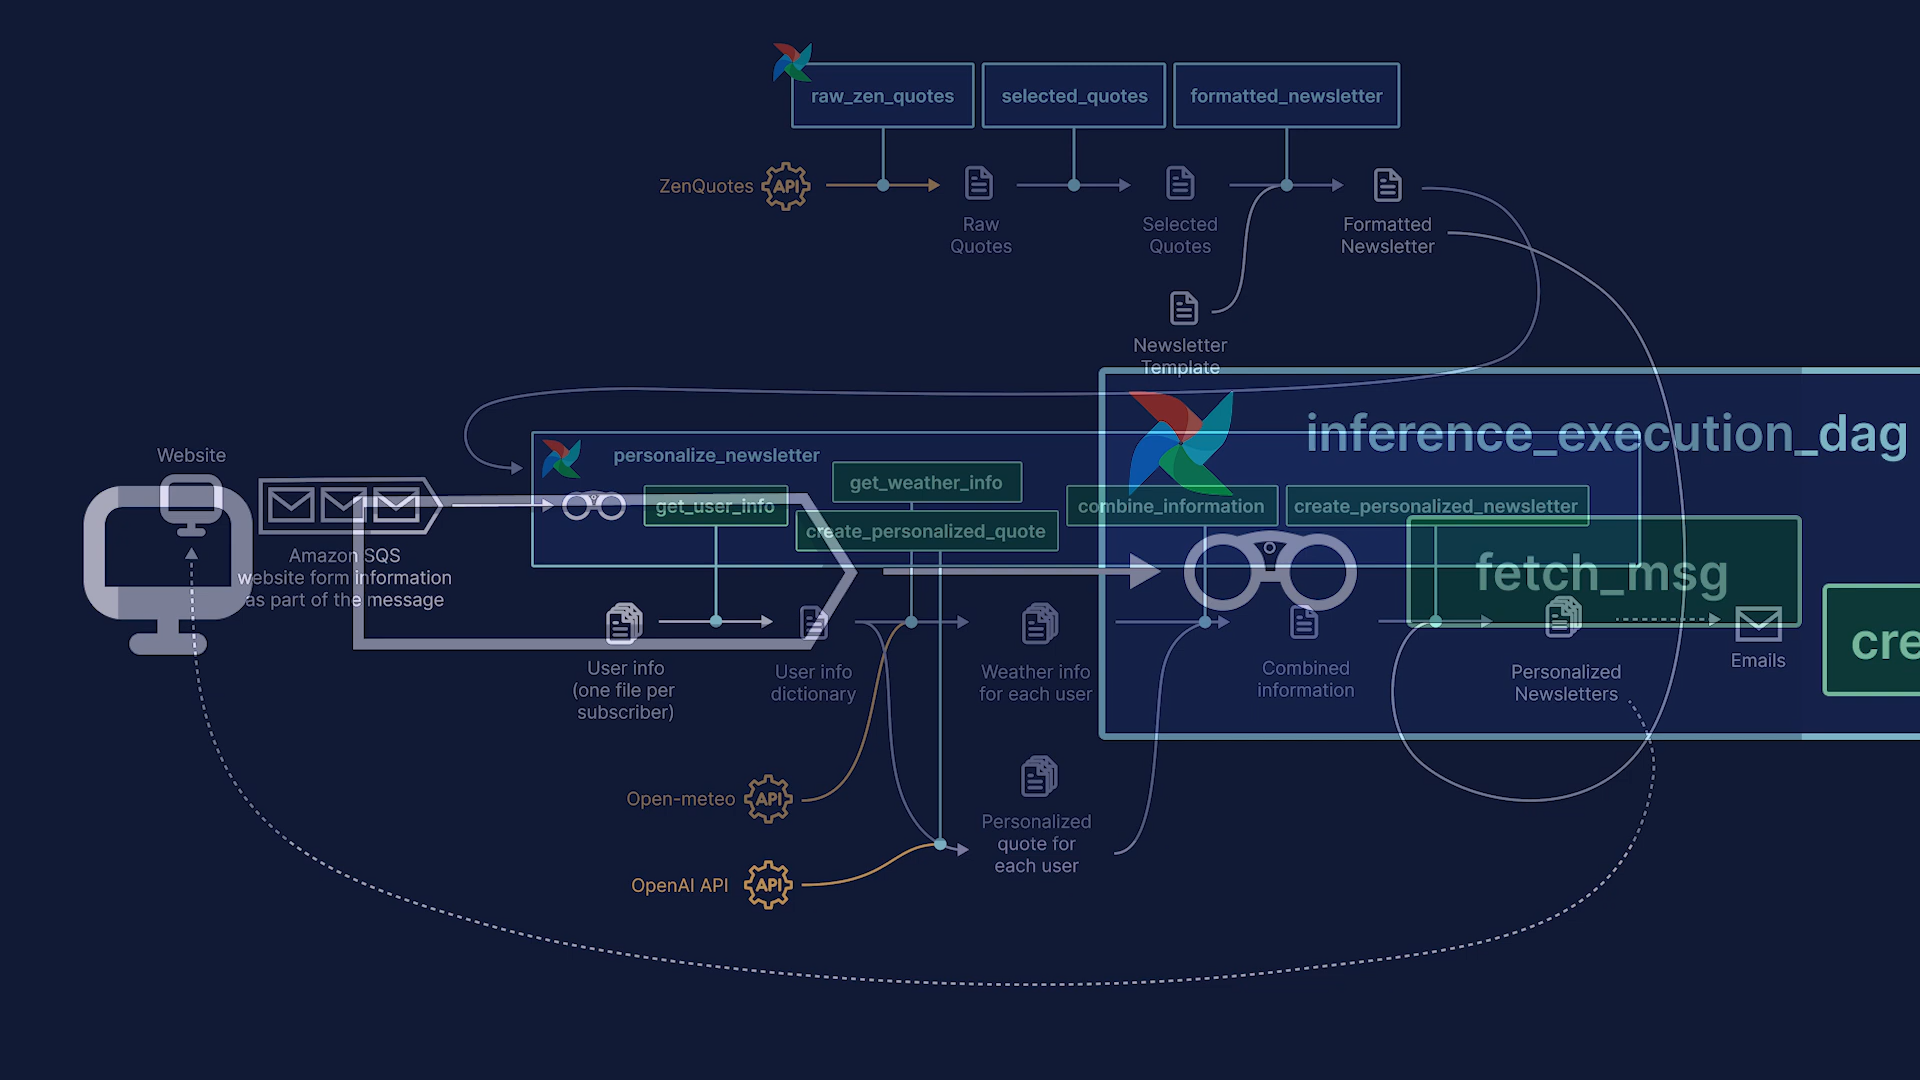 raw_zen_quotes
selected_quotes
formatted_newsletter
ZenQuotes
API
Raw
Quotes
Selected
Quotes
Formatted
Newsletter
Newsletter
Template
inference_execution_dag
Website
personalize_newsletter
get_weather_info
get_user_info
create_personalized_quote
combine_information
create_personalized_newsletter
fetch_msg
cre
Amazon SQS
website form information
as part of the message
User info
(one file per
subscriber)
User info
dictionary
Weather info
for each user
Combined
information
Personalized
Newsletters
Emails
Open-meteo
API
Personalized
quote for
each user
OpenAI API
API